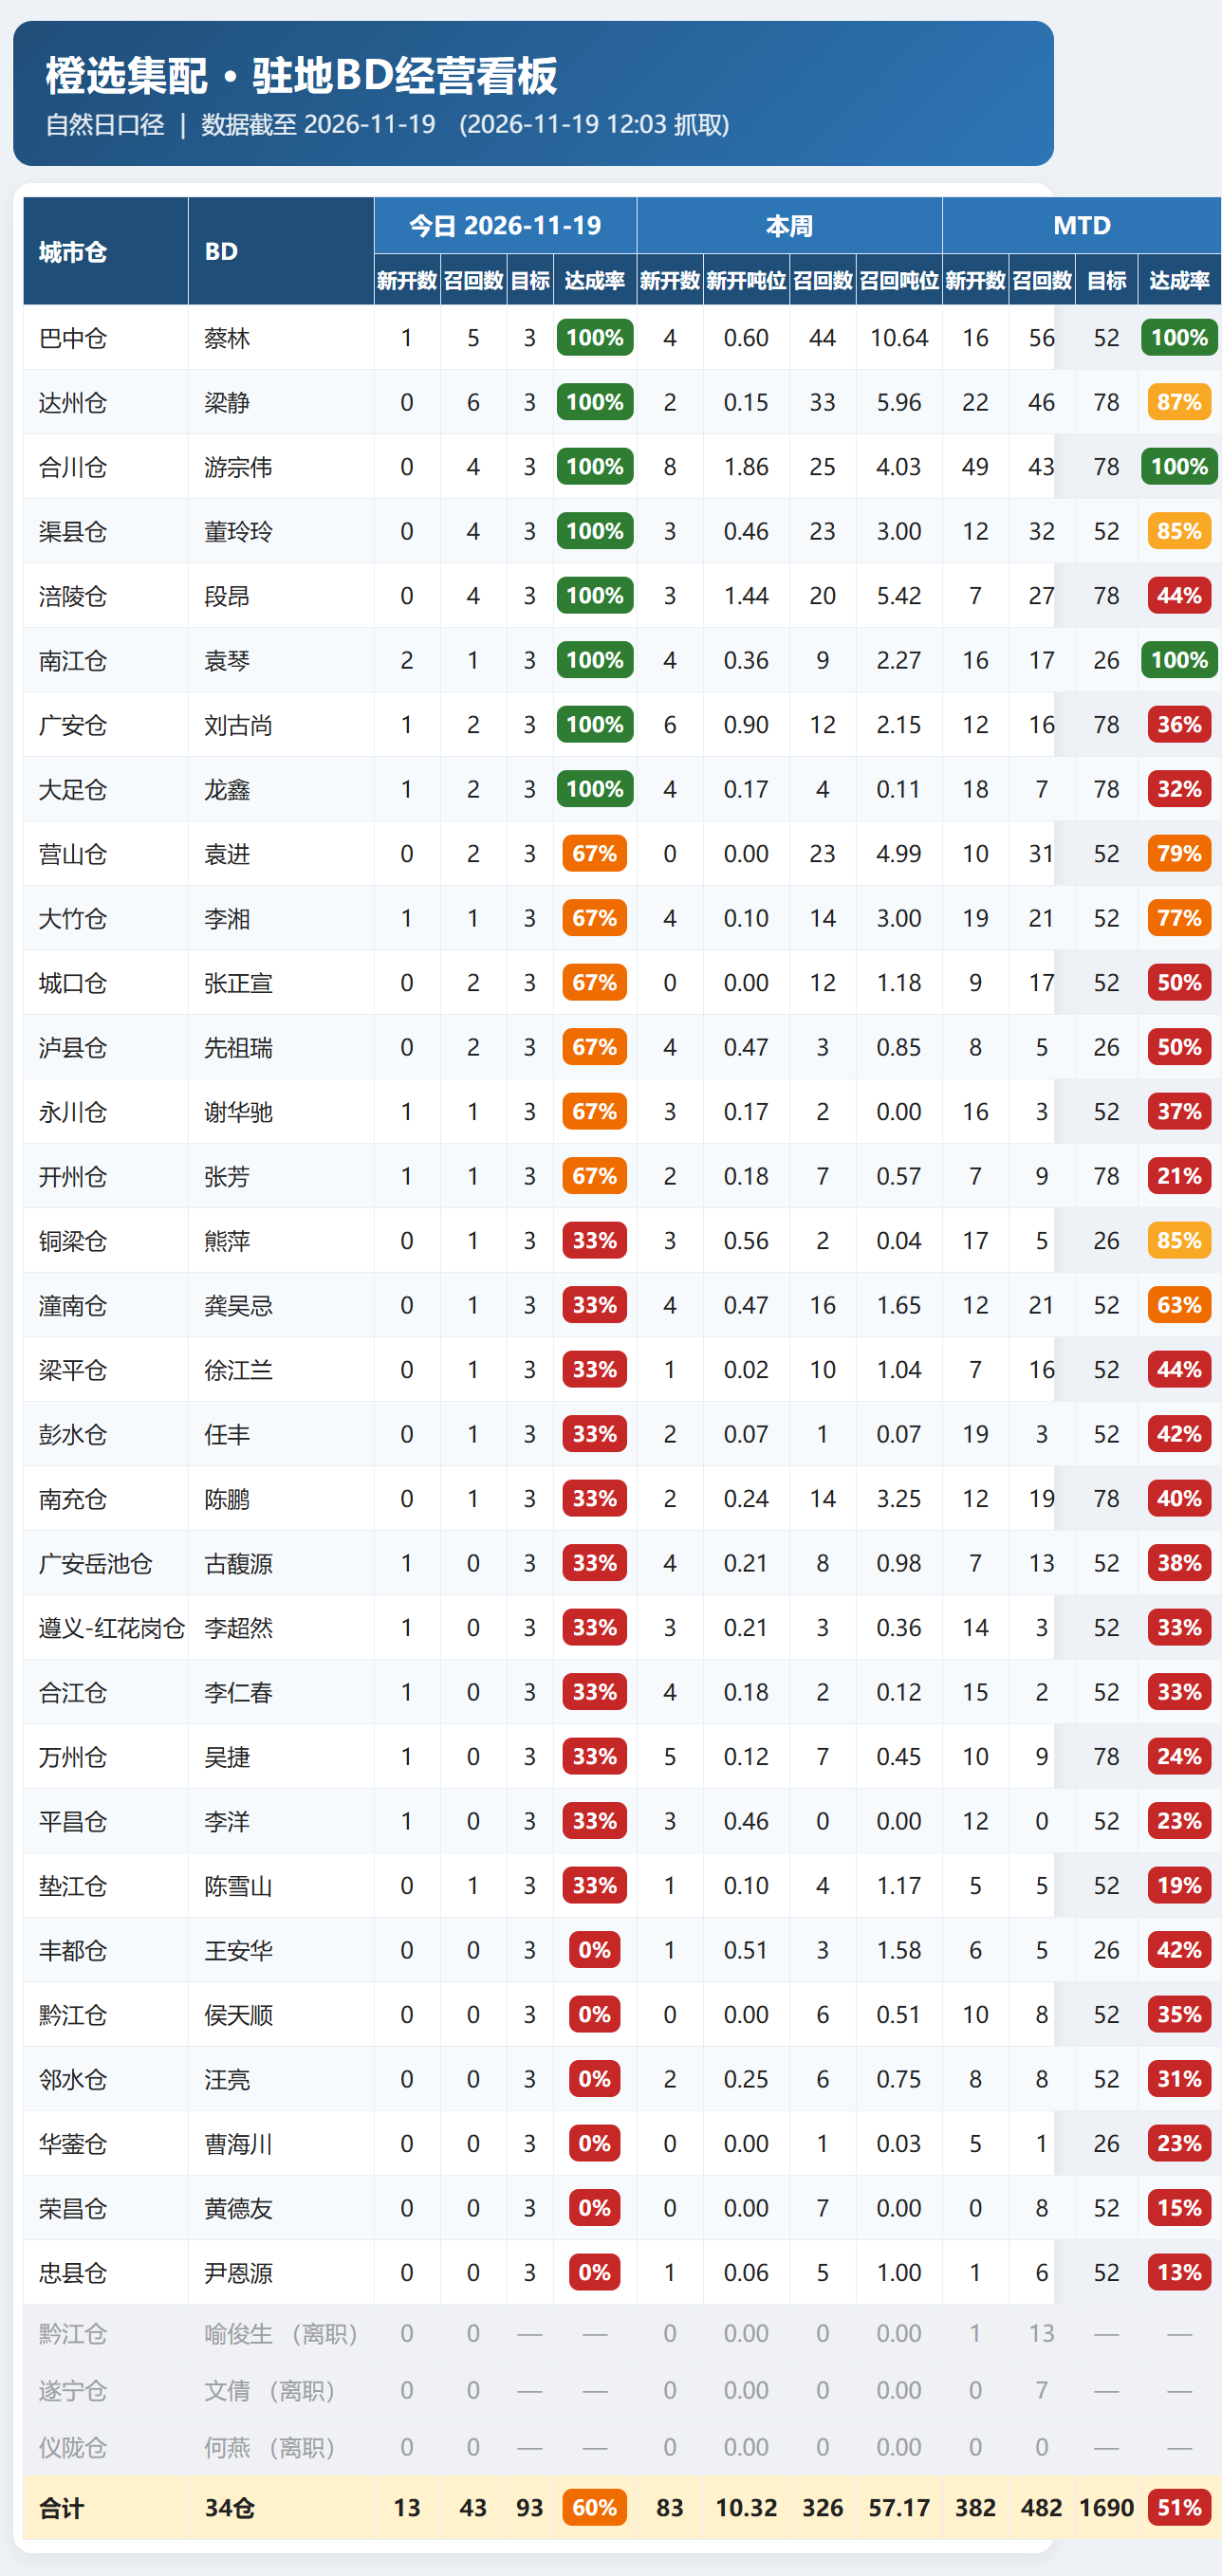 橙选集配 • 驻地BD经营看板
自然日口径 | 数据截至 2026-11-19 (2026-11-19 12:03 抓取)
城市仓 BD 今日 2026-11-19 本周 MTD
新开数 召回数 目标 达成率 新开数 新开吨位 召回数 召回吨位 新开数 召回数 目标 达成率
巴中仓 蔡林 1 5 3 100% 4 0.60 44 10.64 16 56 52 100%
达州仓 梁静 0 6 3 100% 2 0.15 33 5.96 22 46 78 87%
合川仓 游宗伟 0 4 3 100% 8 1.86 25 4.03 49 43 78 100%
渠县仓 董玲玲 0 4 3 100% 3 0.46 23 3.00 12 32 52 85%
涪陵仓 段昂 0 4 3 100% 3 1.44 20 5.42 7 27 78 44%
南江仓 袁琴 2 1 3 100% 4 0.36 9 2.27 16 17 26 100%
广安仓 刘古尚 1 2 3 100% 6 0.90 12 2.15 12 16 78 36%
大足仓 龙鑫 1 2 3 100% 4 0.17 4 0.11 18 7 78 32%
营山仓 袁进 0 2 3 67% 0 0.00 23 4.99 10 31 52 79%
大竹仓 李湘 1 1 3 67% 4 0.10 14 3.00 19 21 52 77%
城口仓 张正宣 0 2 3 67% 0 0.00 12 1.18 9 17 52 50%
泸县仓 先祖瑞 0 2 3 67% 4 0.47 3 0.85 8 5 26 50%
永川仓 谢华驰 1 1 3 67% 3 0.17 2 0.00 16 3 52 37%
开州仓 张芳 1 1 3 67% 2 0.18 7 0.57 7 9 78 21%
铜梁仓 熊萍 0 1 3 33% 3 0.56 2 0.04 17 5 26 85%
潼南仓 龚吴忌 0 1 3 33% 4 0.47 16 1.65 12 21 52 63%
梁平仓 徐江兰 0 1 3 33% 1 0.02 10 1.04 7 16 52 44%
彭水仓 任丰 0 1 3 33% 2 0.07 1 0.07 19 3 52 42%
南充仓 陈鹏 0 1 3 33% 2 0.24 14 3.25 12 19 78 40%
广安岳池仓 古馥源 1 0 3 33% 4 0.21 8 0.98 7 13 52 38%
遵义-红花岗仓 李超然 1 0 3 33% 3 0.21 3 0.36 14 3 52 33%
合江仓 李仁春 1 0 3 33% 4 0.18 2 0.12 15 2 52 33%
万州仓 吴捷 1 0 3 33% 5 0.12 7 0.45 10 9 78 24%
平昌仓 李洋 1 0 3 33% 3 0.46 0 0.00 12 0 52 23%
垫江仓 陈雪山 0 1 3 33% 1 0.10 4 1.17 5 5 52 19%
丰都仓 王安华 0 0 3 0% 1 0.51 3 1.58 6 5 26 42%
黔江仓 侯天顺 0 0 3 0% 0 0.00 6 0.51 10 8 52 35%
邻水仓 汪亮 0 0 3 0% 2 0.25 6 0.75 8 8 52 31%
华蓥仓 曹海川 0 0 3 0% 0 0.00 1 0.03 5 1 26 23%
荣昌仓 黄德友 0 0 3 0% 0 0.00 7 0.00 0 8 52 15%
忠县仓 尹恩源 0 0 3 0% 1 0.06 5 1.00 1 6 52 13%
黔江仓 喻俊生（离职） 0 0 — — 0 0.00 0 0.00 1 13 — —
遂宁仓 文倩（离职） 0 0 — — 0 0.00 0 0.00 0 7 — —
仪陇仓 何燕（离职） 0 0 — — 0 0.00 0 0.00 0 0 — —
合计 34仓 13 43 93 60% 83 10.32 326 57.17 382 482 1690 51%